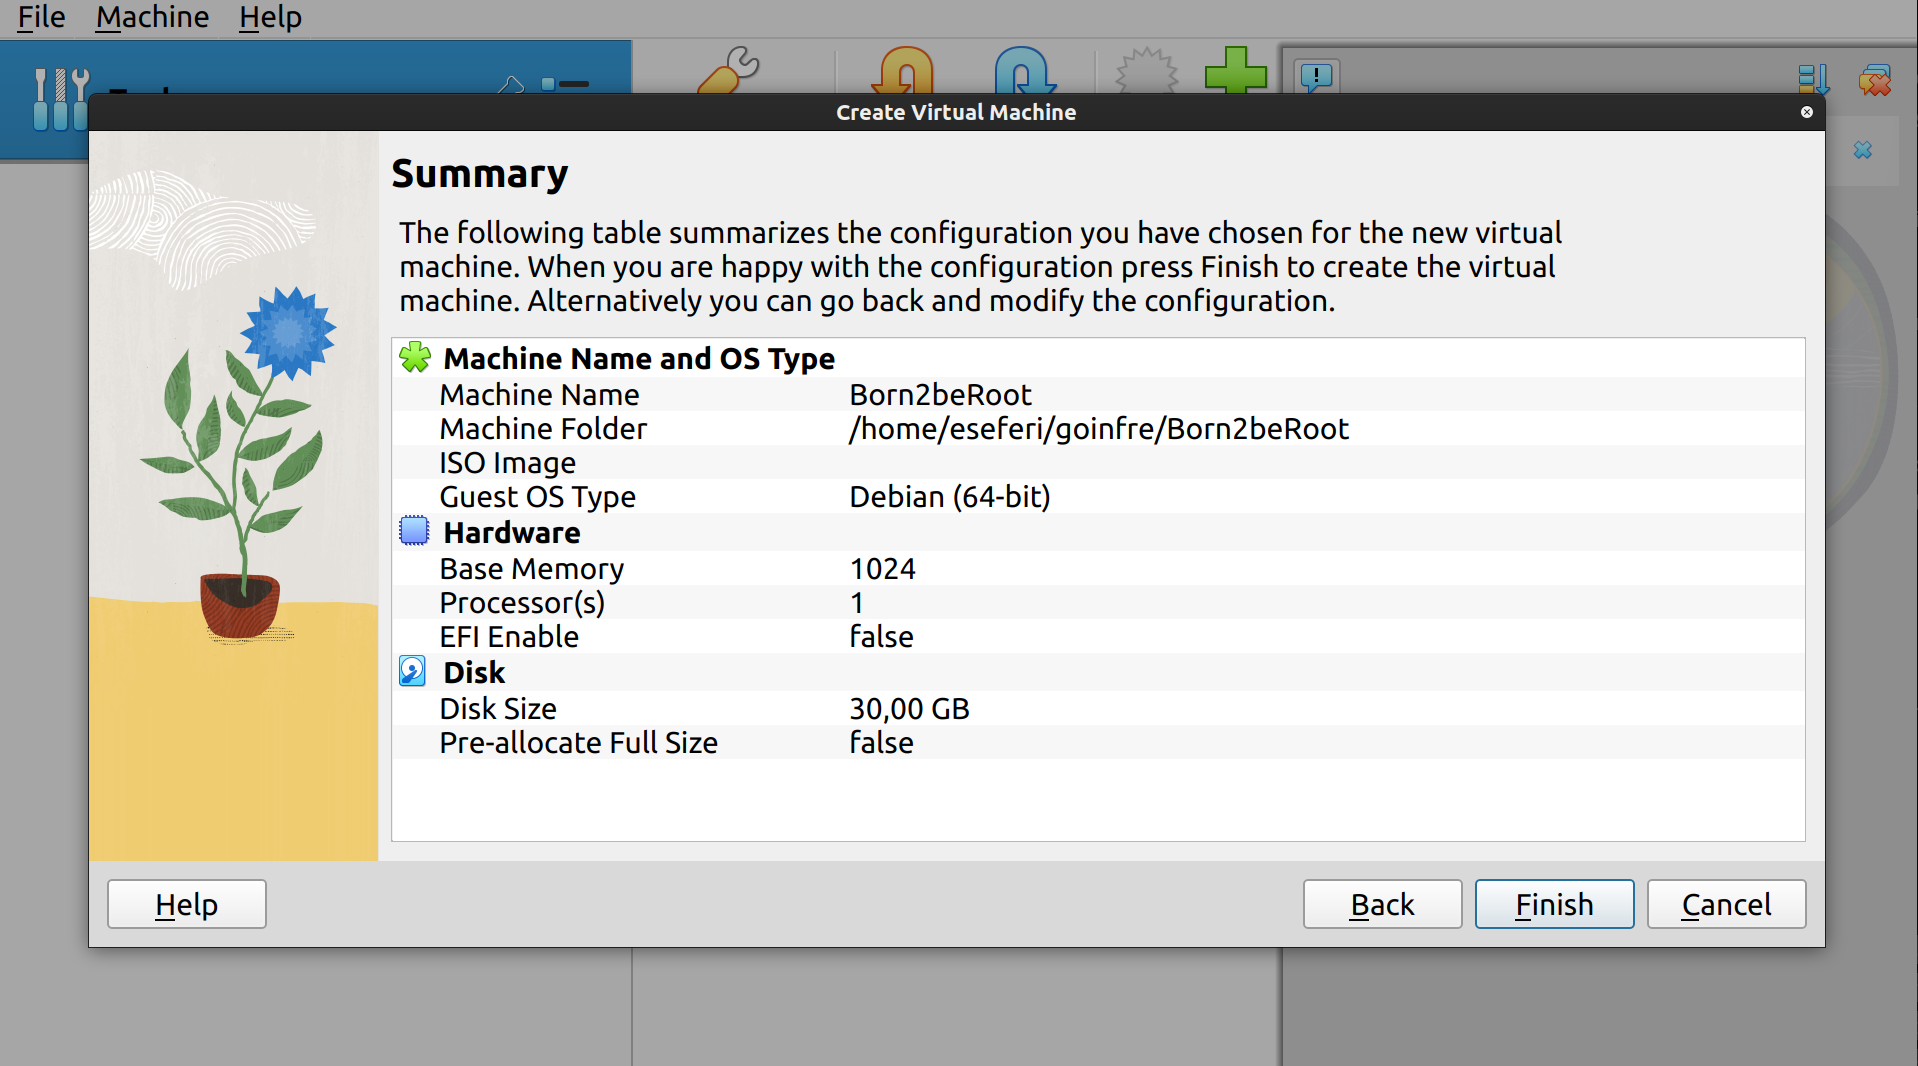 File Machine Help
Create Virtual Machine
Summary
The following table summarizes the configuration you have chosen for the new virtual
machine. When you are happy with the configuration press Finish to create the virtual
machine. Alternatively you can go back and modify the configuration.
Machine Name and OS Type
Machine Name Born2beRoot
Machine Folder /home/eseferi/goinfre/Born2beRoot
ISO Image
Guest OS Type Debian (64-bit)
Hardware
Base Memory 1024
Processor(s) 1
EFI Enable false
Disk
Disk Size 30,00 GB
Pre-allocate Full Size false
Help Back Finish Cancel